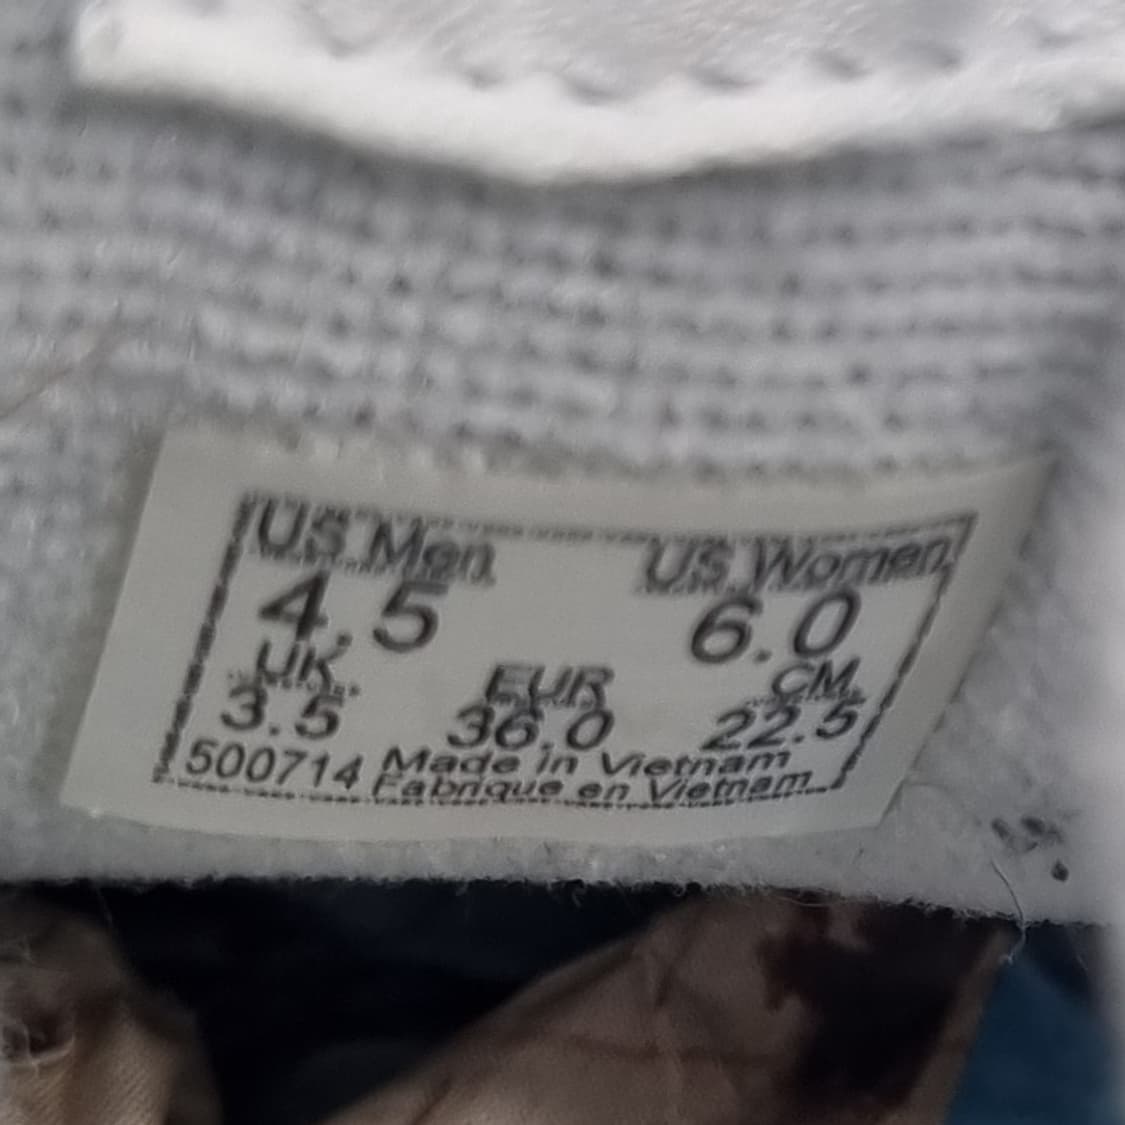 US Men US Women
4.5 6.0
UK EUR CM
3.5 36.0 22.5
500714 Made in Vietnam
Fabrique en Vietnam